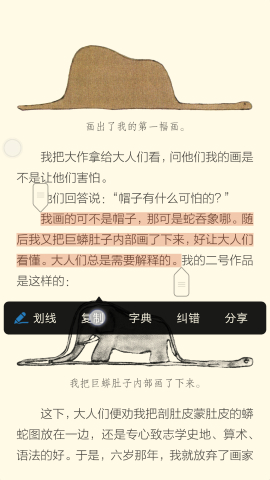 画出了我的第一幅画。
我把大作拿给大人们看，问他们我的画是
不是让他们害怕。
他们回答说：“帽子有什么可怕的？”
我画的可不是帽子，那可是蛇吞象哪。随
后我又把巨蟒肚子内部画了下来，好让大人们
看懂。大人们总是需要解释的。我的二号作品
是这样的：
划线 复制 字典 纠错 分享
我把巨蟒肚子内部画了下来。
这下，大人们便劝我把剖肚皮蒙肚皮的蟒
蛇图放在一边，还是专心致志学史地、算术、
语法的好。于是，六岁那年，我就放弃了画家